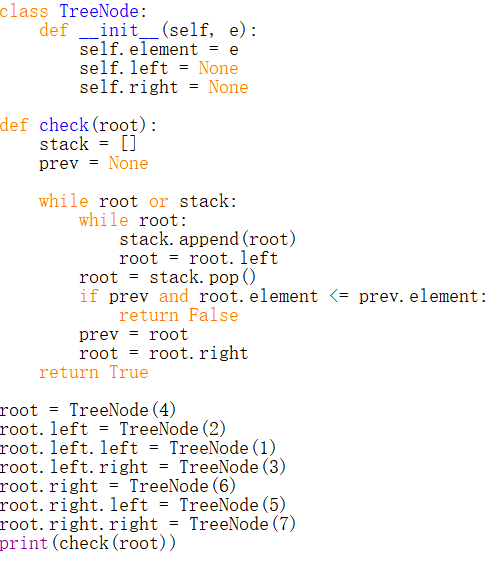 class TreeNode:
    def __init__(self, e):
        self.element = e
        self.left = None
        self.right = None

def check(root):
    stack = []
    prev = None

    while root or stack:
        while root:
            stack.append(root)
            root = root.left
        root = stack.pop()
        if prev and root.element <= prev.element:
            return False
        prev = root
        root = root.right
    return True

root = TreeNode(4)
root.left = TreeNode(2)
root.left.left = TreeNode(1)
root.left.right = TreeNode(3)
root.right = TreeNode(6)
root.right.left = TreeNode(5)
root.right.right = TreeNode(7)
print(check(root))